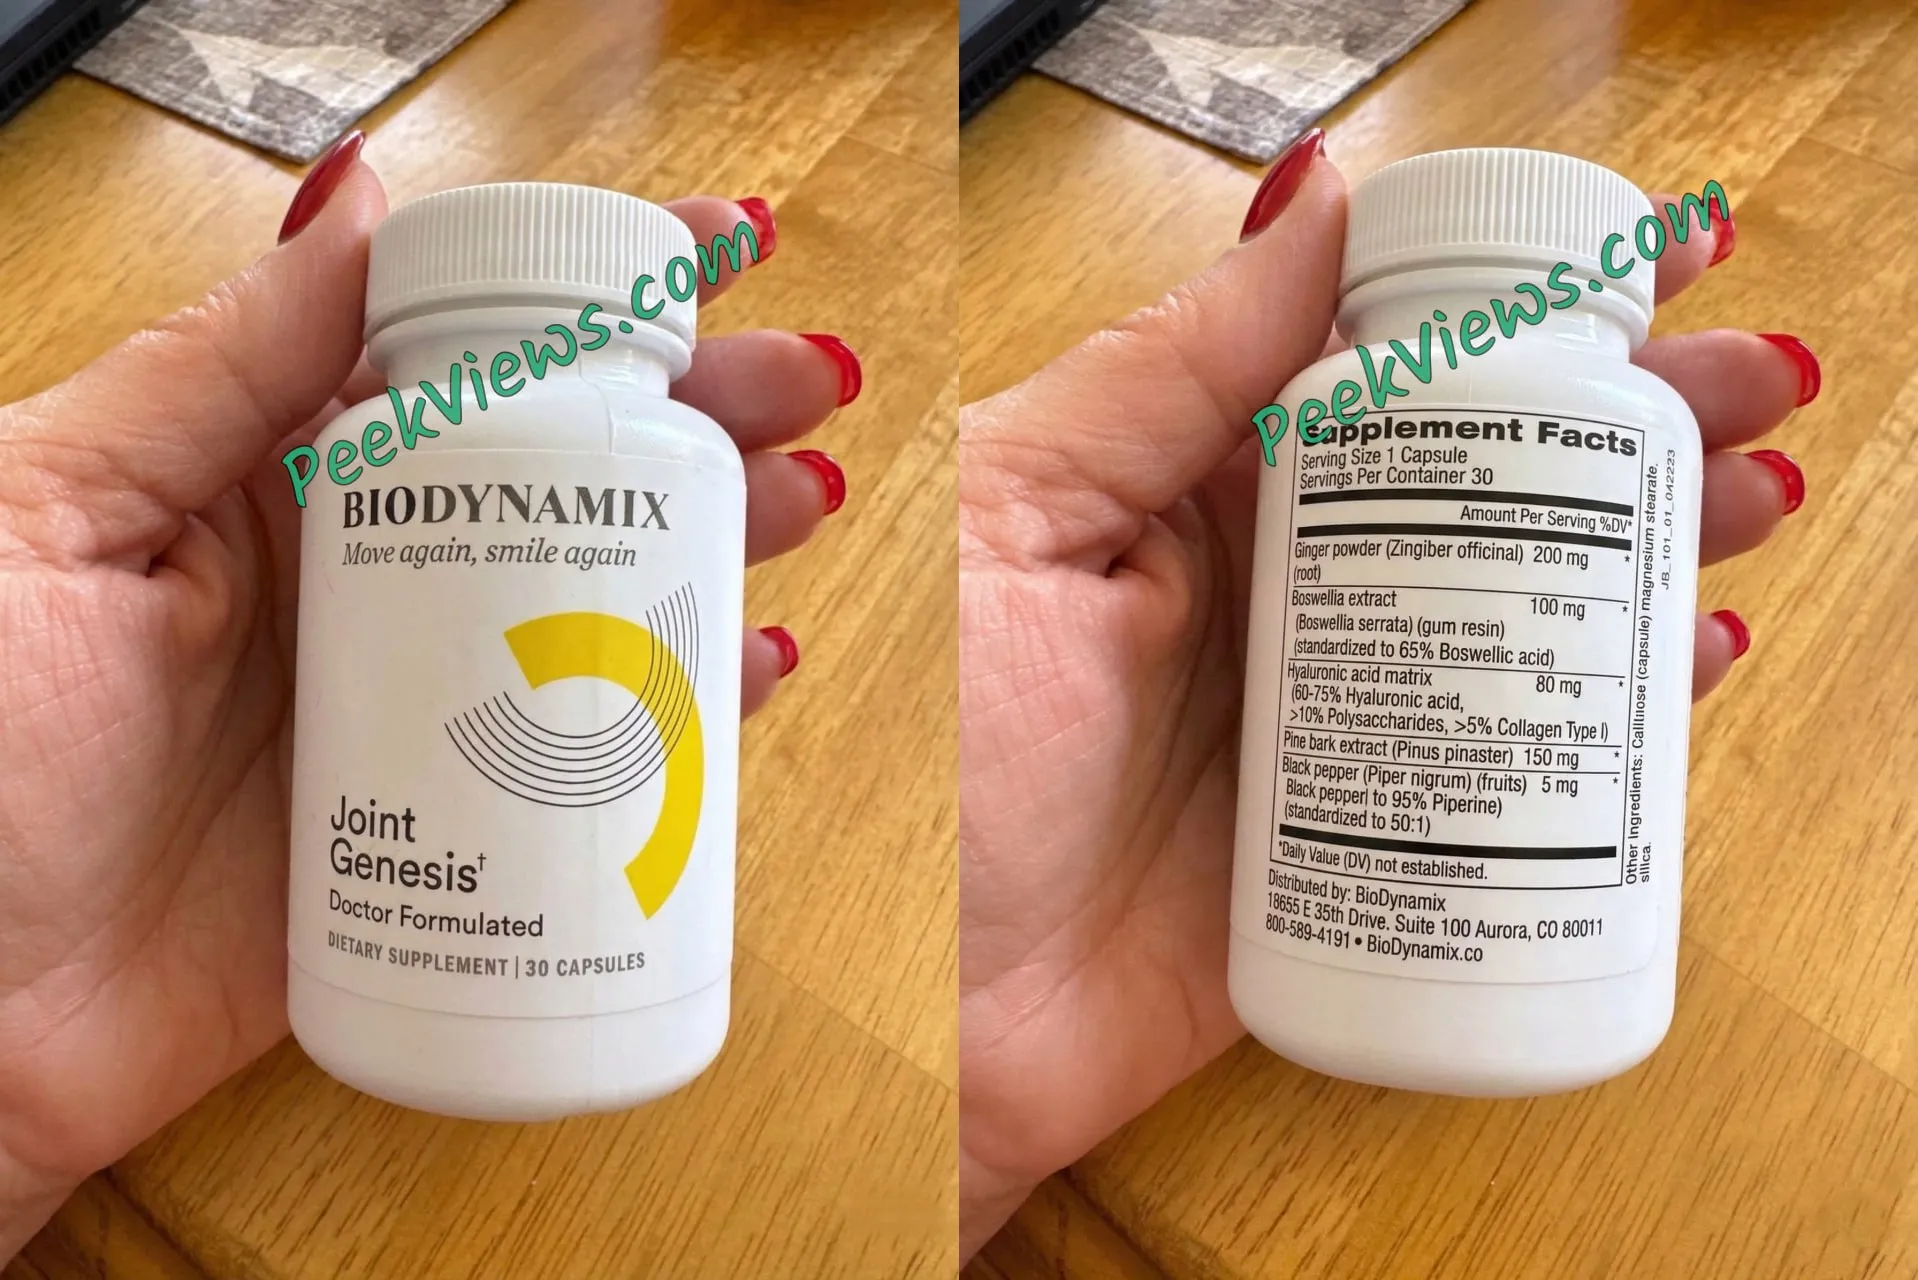 PeekViews.com
BIODYNAMIX
Move again, smile again
Joint
Genesis†
Doctor Formulated
DIETARY SUPPLEMENT | 30 CAPSULES
PeekViews.com
Supplement Facts
Serving Size 1 Capsule
Servings Per Container 30
Amount Per Serving %DV*
Ginger powder (Zingiber officinal) 200 mg *
(root)
Boswellia extract 100 mg *
(Boswellia serrata) (gum resin)
(standardized to 65% Boswellic acid)
Hyaluronic acid matrix 80 mg *
(60-75% Hyaluronic acid,
>10% Polysaccharides, >5% Collagen Type I)
Pine bark extract (Pinus pinaster) 150 mg *
Black pepper (Piper nigrum) (fruits) 5 mg *
Black pepper| to 95% Piperine)
(standardized to 50:1)
*Daily Value (DV) not established.
Distributed by: BioDynamix
18655 E 35th Drive. Suite 100 Aurora, CO 80011
800-589-4191 • BioDynamix.co
Other Ingredients: Callulose (capsule) magnesium stearate.
silica.
JB_101_01_042223